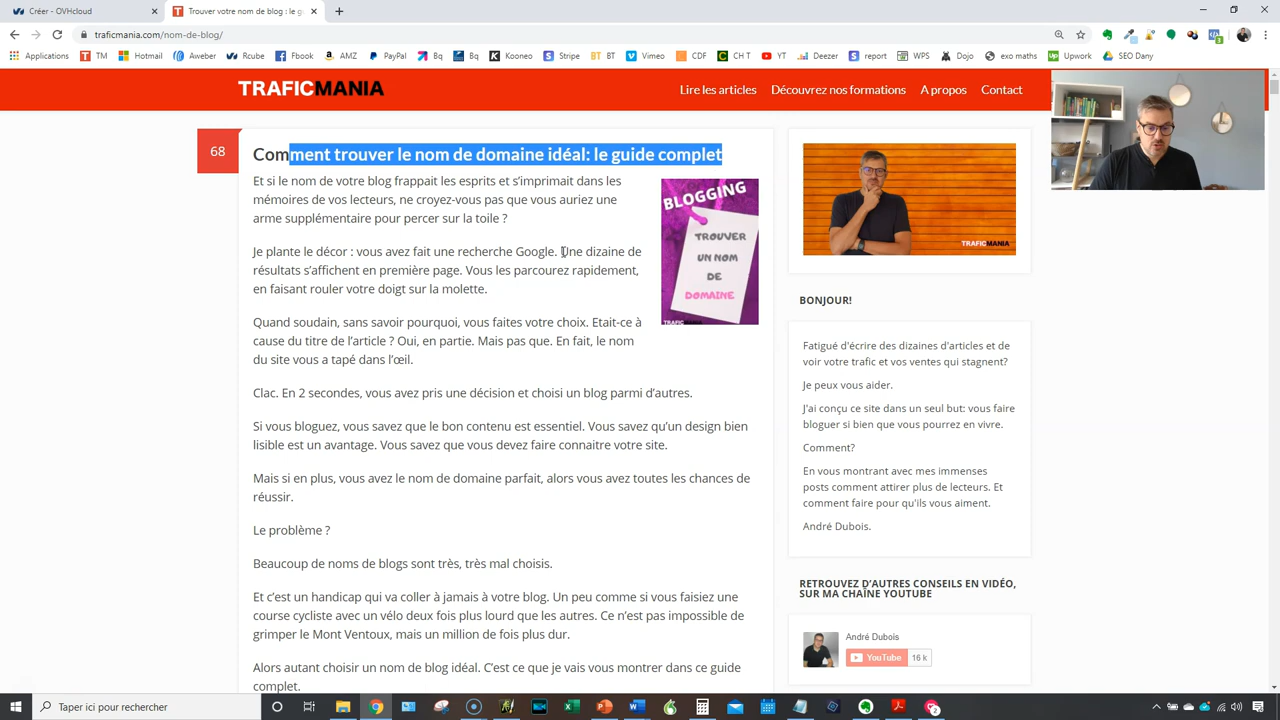 Créer - OVHcloud
Trouver votre nom de blog : le g
traficmania.com/nom-de-blog/
Applications TM Hotmail Aweber Rcube Fbook AMZ PayPal Bq Bq Kooneo Stripe BT BT Vimeo CDF CH T YT Deezer report WPS Dojo exo maths Upwork SEO Dany
TRAFICMANIA
Lire les articles Découvrez nos formations A propos Contact
68
Comment trouver le nom de domaine idéal: le guide complet
Et si le nom de votre blog frappait les esprits et s’imprimait dans les
mémoires de vos lecteurs, ne croyez-vous pas que vous auriez une
arme supplémentaire pour percer sur la toile ?
Je plante le décor : vous avez fait une recherche Google. Une dizaine de
résultats s’affichent en première page. Vous les parcourez rapidement,
en faisant rouler votre doigt sur la molette.
Quand soudain, sans savoir pourquoi, vous faites votre choix. Etait-ce à
cause du titre de l’article ? Oui, en partie. Mais pas que. En fait, le nom
du site vous a tapé dans l’œil.
Clac. En 2 secondes, vous avez pris une décision et choisi un blog parmi d’autres.
Si vous bloguez, vous savez que le bon contenu est essentiel. Vous savez qu’un design bien
lisible est un avantage. Vous savez que vous devez faire connaitre votre site.
Mais si en plus, vous avez le nom de domaine parfait, alors vous avez toutes les chances de
réussir.
Le problème ?
Beaucoup de noms de blogs sont très, très mal choisis.
Et c’est un handicap qui va coller à jamais à votre blog. Un peu comme si vous faisiez une
course cycliste avec un vélo deux fois plus lourd que les autres. Ce n’est pas impossible de
grimper le Mont Ventoux, mais un million de fois plus dur.
Alors autant choisir un nom de blog idéal. C’est ce que je vais vous montrer dans ce guide
complet.
BLOGGING
TROUVER
UN NOM
DE
DOMAINE
TRAFICMANIA
TRAFICMANIA
BONJOUR!
Fatigué d'écrire des dizaines d'articles et de
voir votre trafic et vos ventes qui stagnent?
Je peux vous aider.
J'ai conçu ce site dans un seul but: vous faire
bloguer si bien que vous pourrez en vivre.
Comment?
En vous montrant avec mes immenses
posts comment attirer plus de lecteurs. Et
comment faire pour qu'ils vous aiment.
André Dubois.
RETROUVEZ D’AUTRES CONSEILS EN VIDÉO,
SUR MA CHAÎNE YOUTUBE
André Dubois
YouTube 16 k
Taper ici pour rechercher